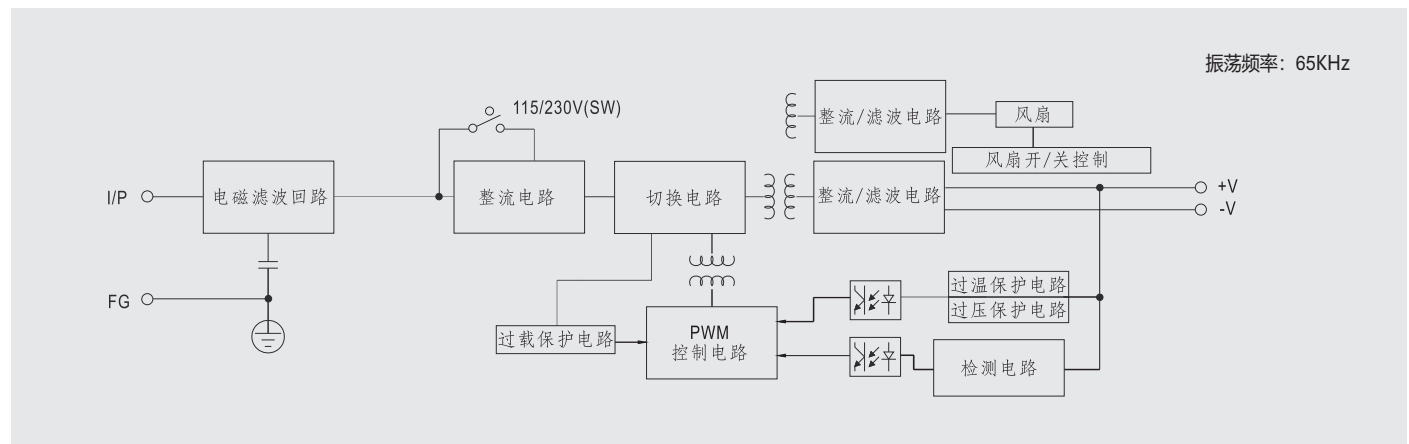 振荡频率：65KHz
115/230V(SW)
整流/滤波电路
风扇
风扇开/关控制
I/P
电磁滤波回路
整流电路
切换电路
整流/滤波电路
+V
-V
FG
过温保护电路
过压保护电路
过载保护电路
PWM
控制电路
检测电路